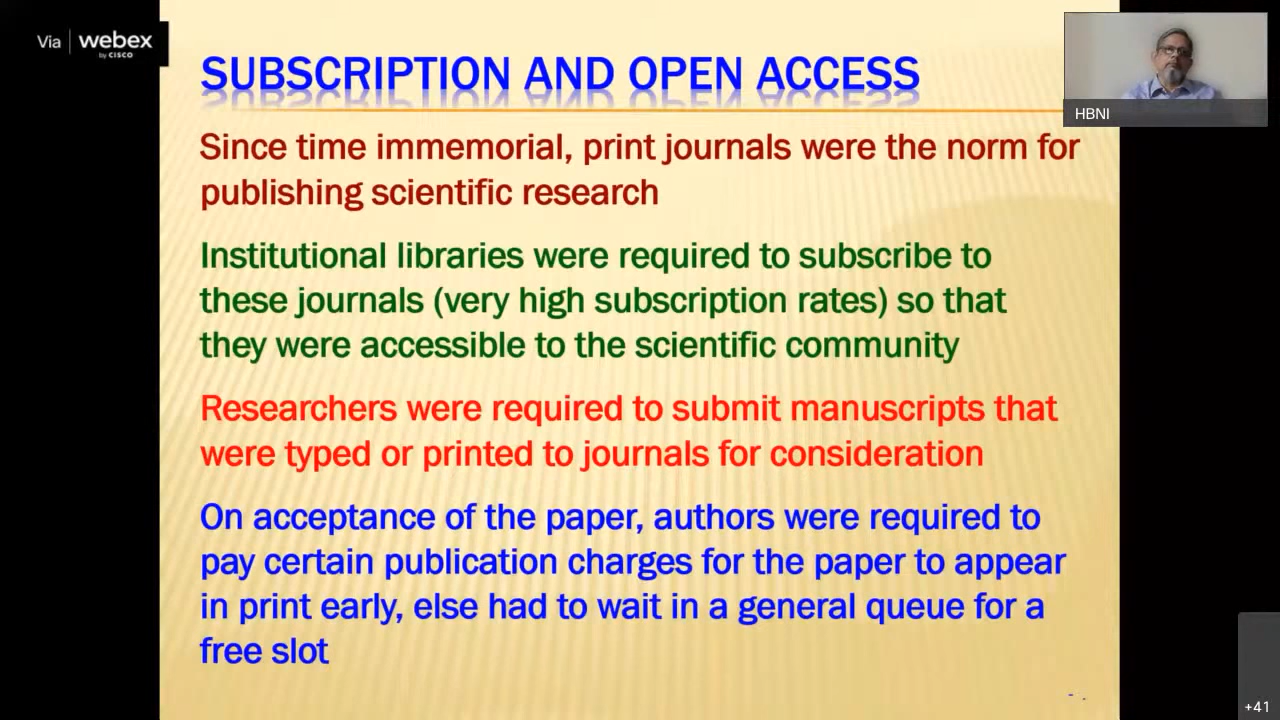 Via webex
by CISCO
HBNI
SUBSCRIPTION AND OPEN ACCESS
Since time immemorial, print journals were the norm for
publishing scientific research
Institutional libraries were required to subscribe to
these journals (very high subscription rates) so that
they were accessible to the scientific community
Researchers were required to submit manuscripts that
were typed or printed to journals for consideration
On acceptance of the paper, authors were required to
pay certain publication charges for the paper to appear
in print early, else had to wait in a general queue for a
free slot
+41